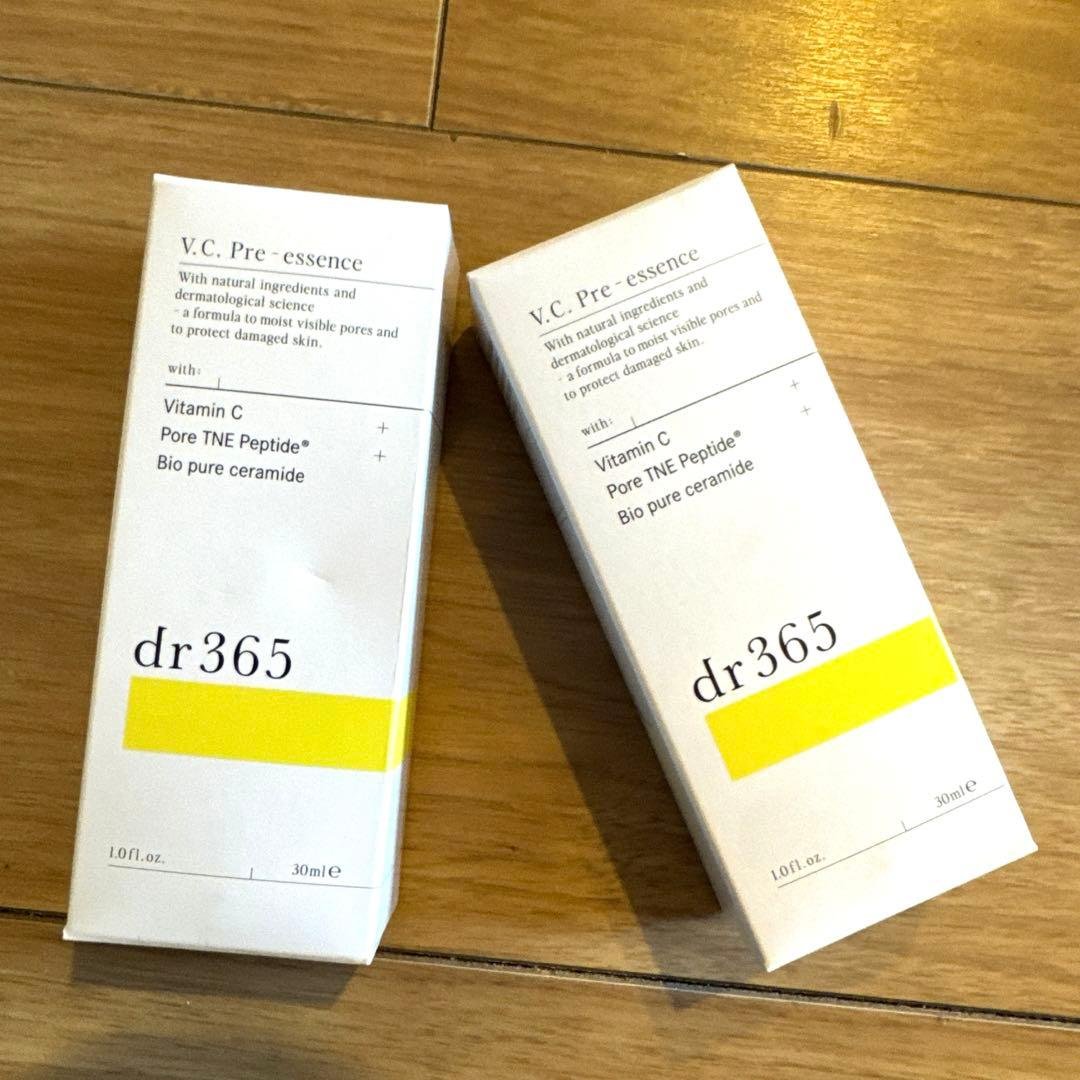 V.C. Pre-essence
With natural ingredients and
dermatological science
- a formula to moist visible pores and
to protect damaged skin.
with:
Vitamin C +
Pore TNE Peptide® +
Bio pure ceramide
dr365
1.0fl.oz. 30ml℮
V.C. Pre-essence
With natural ingredients and
dermatological science
- a formula to moist visible pores and
to protect damaged skin.
with:
Vitamin C +
Pore TNE Peptide® +
Bio pure ceramide
dr365
1.0fl.oz. 30ml℮